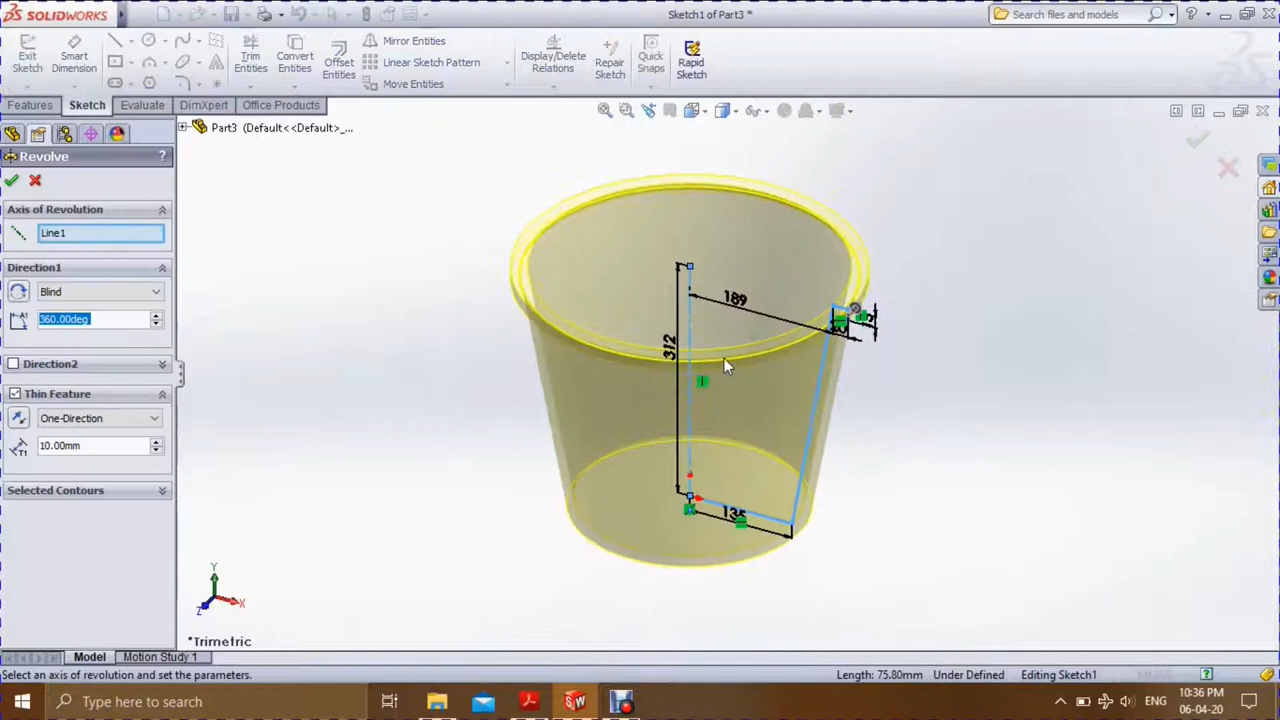 SOLIDWORKS
Sketch1 of Part3 *
Search files and models
Exit Sketch
Smart Dimension
Trim Entities
Convert Entities
Offset Entities
Mirror Entities
Linear Sketch Pattern
Move Entities
Display/Delete Relations
Repair Sketch
Quick Snaps
Rapid Sketch
Features
Sketch
Evaluate
DimXpert
Office Products
Part3 (Default<<Default>_...
Revolve
?
Axis of Revolution
Line1
Direction1
Blind
360.00deg
Direction2
Thin Feature
One-Direction
10.00mm
Selected Contours
189
312
135
Y
X
Z
*Trimetric
Model
Motion Study 1
Select an axis of revolution and set the parameters.
Length: 75.80mm
Under Defined
Editing Sketch1
Type here to search
ENG
10:36 PM
06-04-20